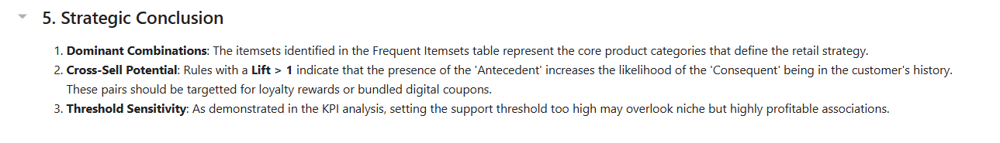 5. Strategic Conclusion
1. Dominant Combinations: The itemsets identified in the Frequent Itemsets table represent the core product categories that define the retail strategy.
2. Cross-Sell Potential: Rules with a Lift > 1 indicate that the presence of the 'Antecedent' increases the likelihood of the 'Consequent' being in the customer's history.
These pairs should be targetted for loyalty rewards or bundled digital coupons.
3. Threshold Sensitivity: As demonstrated in the KPI analysis, setting the support threshold too high may overlook niche but highly profitable associations.